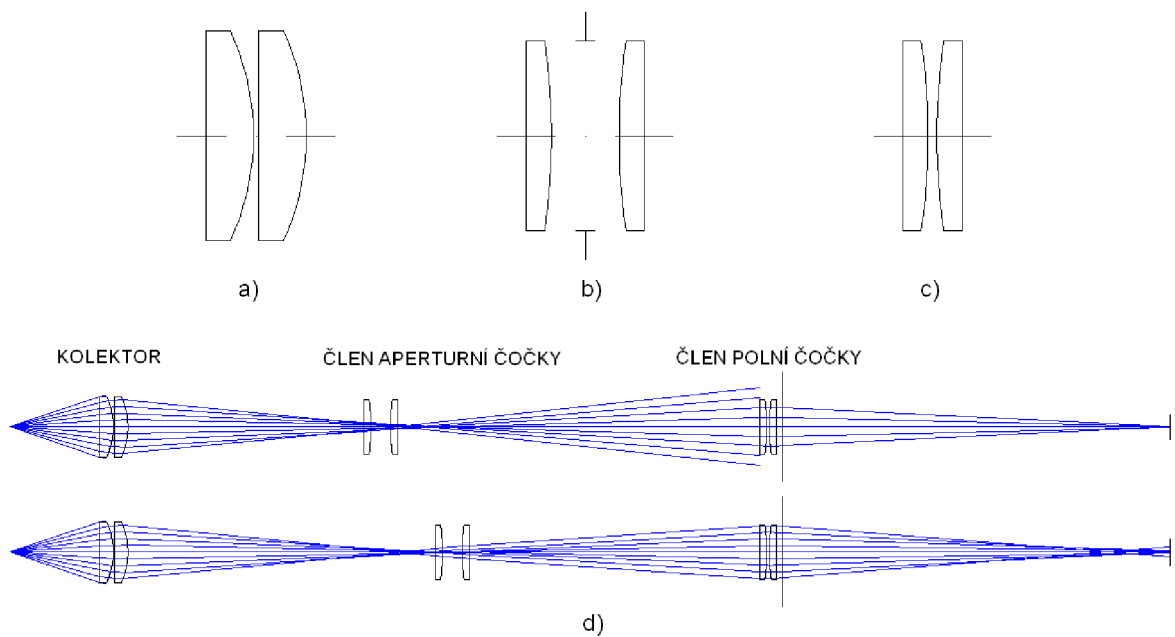 a)
b)
c)
KOLEKTOR
ČLEN APERTURNÍ ČOČKY
ČLEN POLNÍ ČOČKY
d)